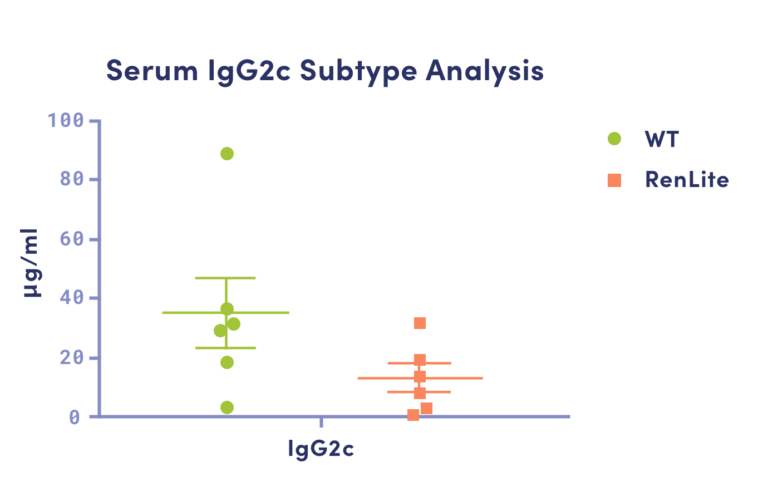 Serum IgG2c Subtype Analysis
100
80
60
40
20
0
µg/ml
IgG2c
WT
RenLite